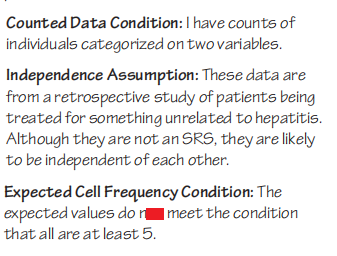 Counted Data Condition: I have counts of
individuals categorized on two variables.
Independence Assumption: These data are
from a retrospective study of patients being
treated for something unrelated to hepatitis.
Although they are not an SRS, they are likely
to be independent of each other.
Expected Cell Frequency Condition: The
expected values do meet the condition
that all are at least 5.